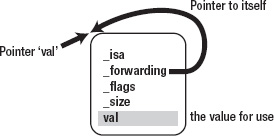 Pointer to itself
Pointer ‘val’
_isa
_forwarding
_flags
_size
val
the value for use